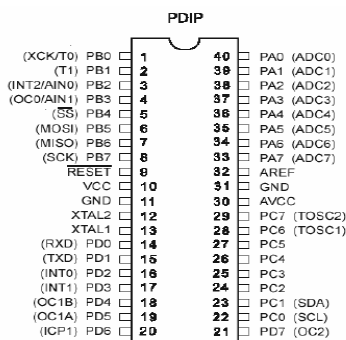 PDIP
(XCK/T0) PB0 1 40 PA0 (ADC0)
(T1) PB1 2 39 PA1 (ADC1)
(INT2/AIN0) PB2 3 38 PA2 (ADC2)
(OC0/AIN1) PB3 4 37 PA3 (ADC3)
(SS) PB4 5 36 PA4 (ADC4)
(MOSI) PB5 6 35 PA5 (ADC5)
(MISO) PB6 7 34 PA6 (ADC6)
(SCK) PB7 8 33 PA7 (ADC7)
RESET 9 32 AREF
VCC 10 31 GND
GND 11 30 AVCC
XTAL2 12 29 PC7 (TOSC2)
XTAL1 13 28 PC6 (TOSC1)
(RXD) PD0 14 27 PC5
(TXD) PD1 15 26 PC4
(INT0) PD2 16 25 PC3
(INT1) PD3 17 24 PC2
(OC1B) PD4 18 23 PC1 (SDA)
(OC1A) PD5 19 22 PC0 (SCL)
(ICP1) PD6 20 21 PD7 (OC2)